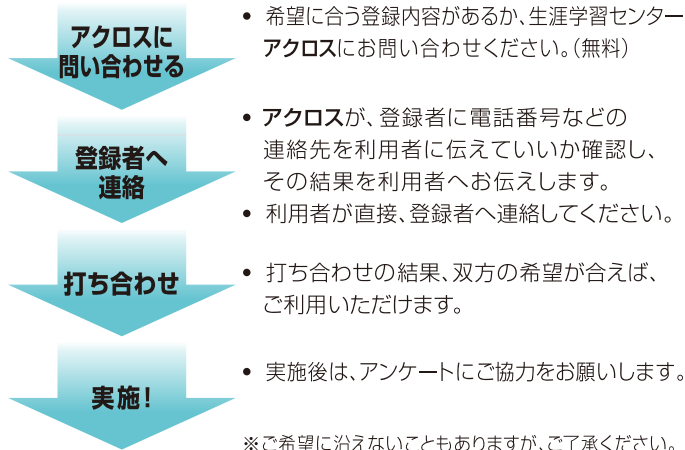 アクロスに
問い合わせる
• 希望に合う登録内容があるか、生涯学習センター
アクロスにお問い合わせください。（無料）
登録者へ
連絡
• アクロスが、登録者に電話番号などの
連絡先を利用者に伝えていいか確認し、
その結果を利用者へお伝えします。
• 利用者が直接、登録者へ連絡してください。
打ち合わせ
• 打ち合わせの結果、双方の希望が合えば、
ご利用いただけます。
実施！
• 実施後は、アンケートにご協力をお願いします。
※ご希望に沿えないこともありますが、ご了承ください。